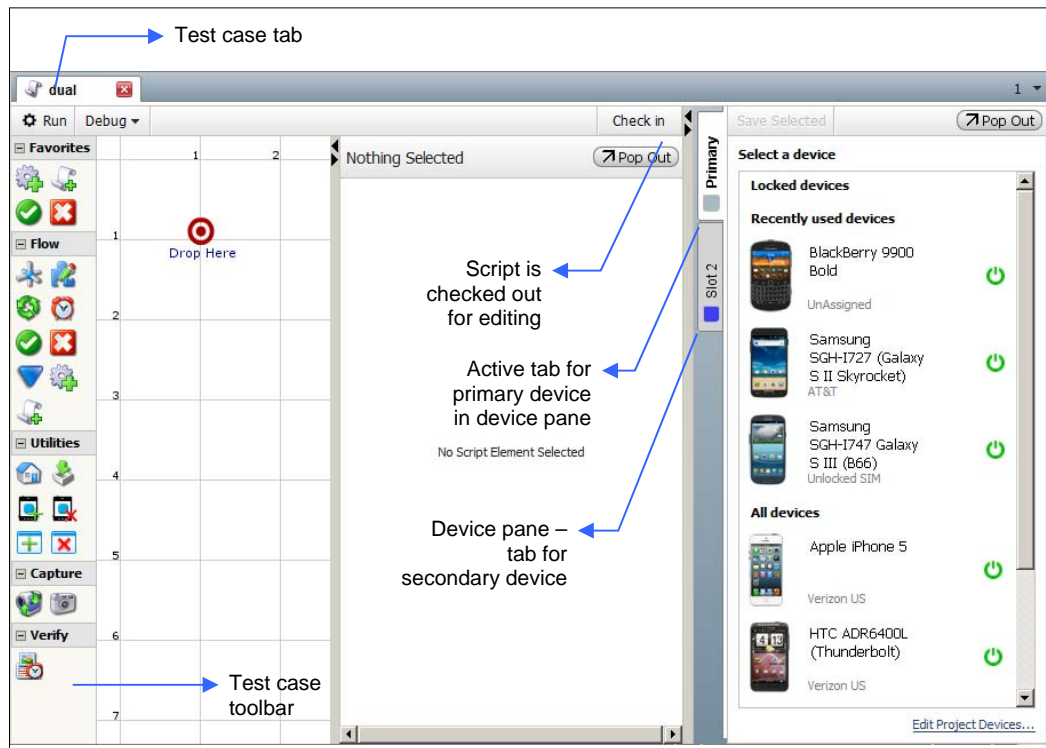 Test case tab
dual
1
Run
Debug
Check in
Save Selected
Pop Out
Favorites
1
2
Nothing Selected
Pop Out
Primary
Select a device
Locked devices
Recently used devices
BlackBerry 9900
Bold
UnAssigned
Flow
1
Drop Here
Script is
checked out
for editing
Slot 2
2
Samsung
SGH-I727 (Galaxy
S II Skyrocket)
AT&T
Active tab for
primary device
in device pane
3
Samsung
SGH-I747 Galaxy
S III (B66)
Unlocked SIM
Utilities
No Script Element Selected
4
All devices
Device pane –
tab for
secondary device
Apple iPhone 5
Verizon US
5
Capture
Verify
6
HTC ADR6400L
(Thunderbolt)
Verizon US
Test case
toolbar
7
Edit Project Devices...